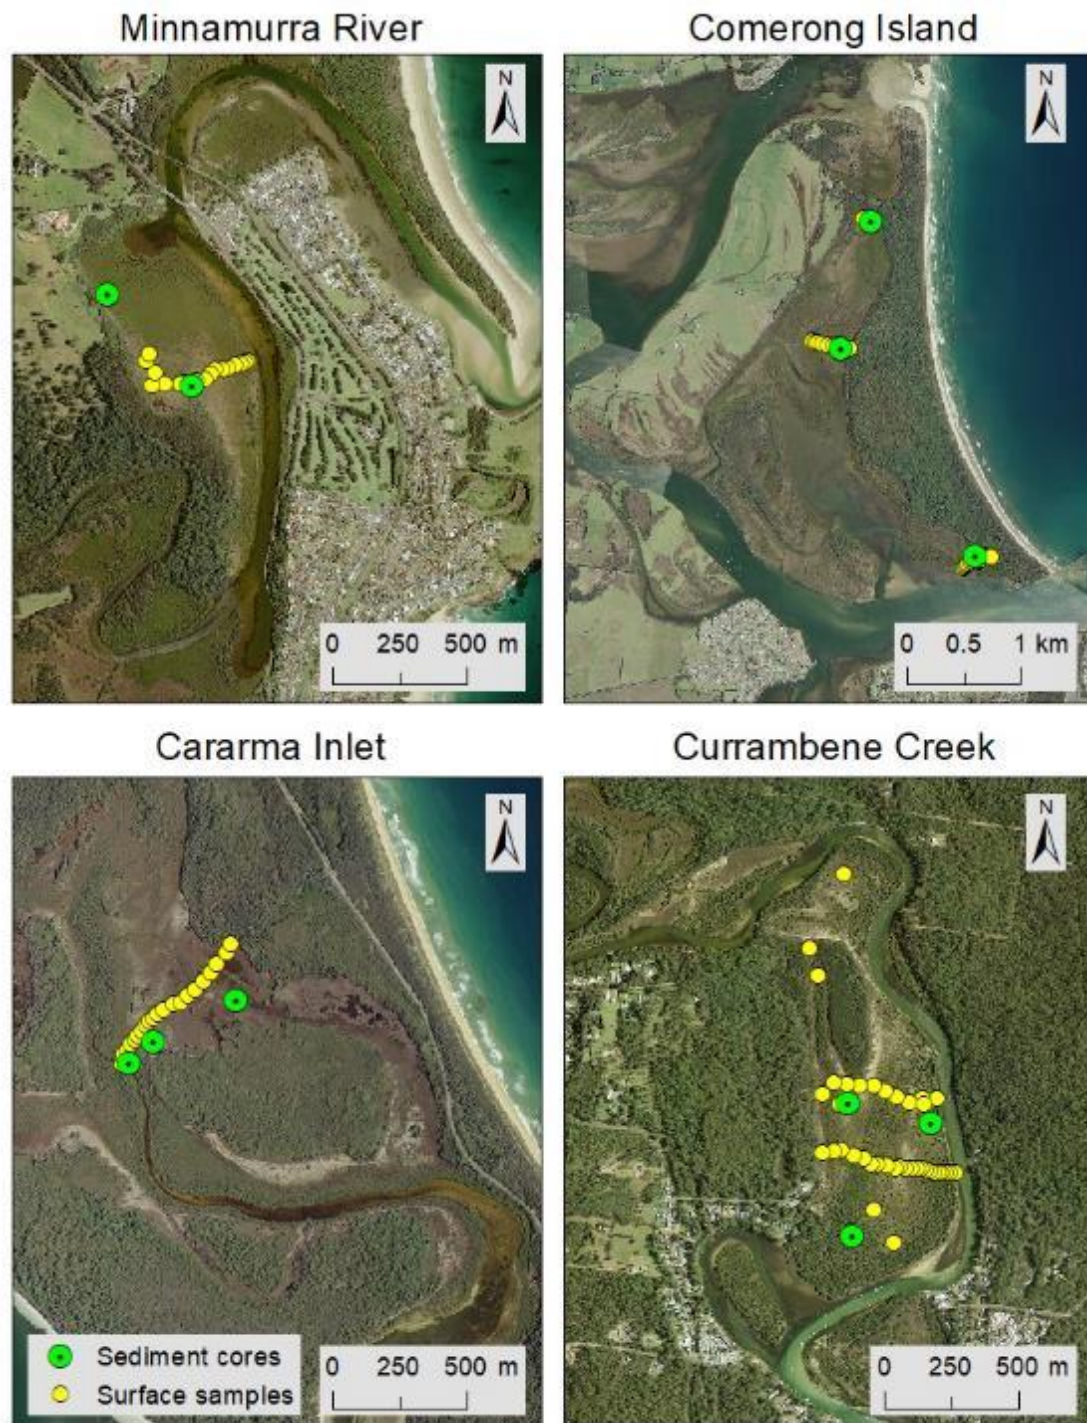 Minnamurra River
Comerong Island
N
N
0 250 500 m
0 0.5 1 km
Cararma Inlet
Currambene Creek
N
N
Sediment cores
Surface samples
0 250 500 m
0 250 500 m